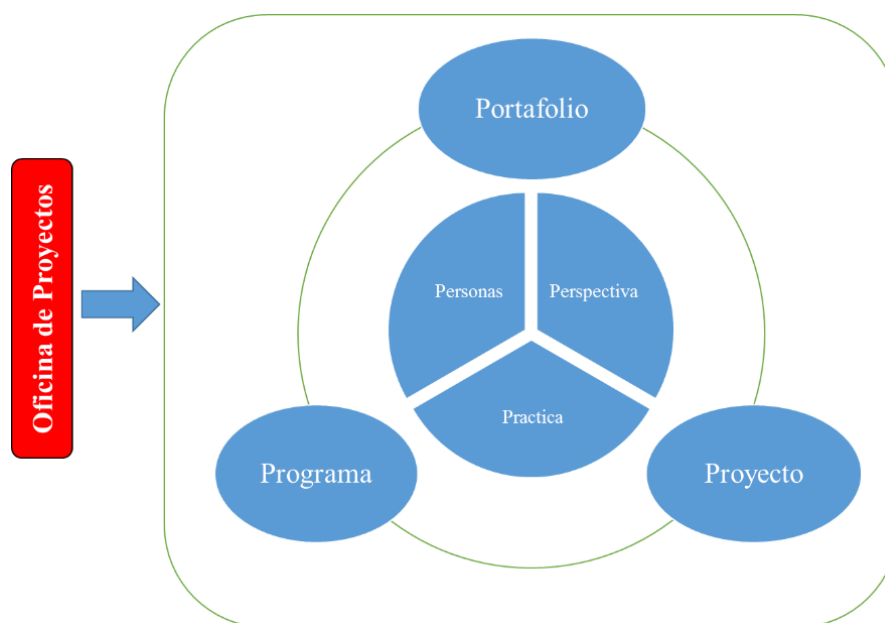 Oficina de Proyectos
Portafolio
Personas
Perspectiva
Practica
Programa
Proyecto